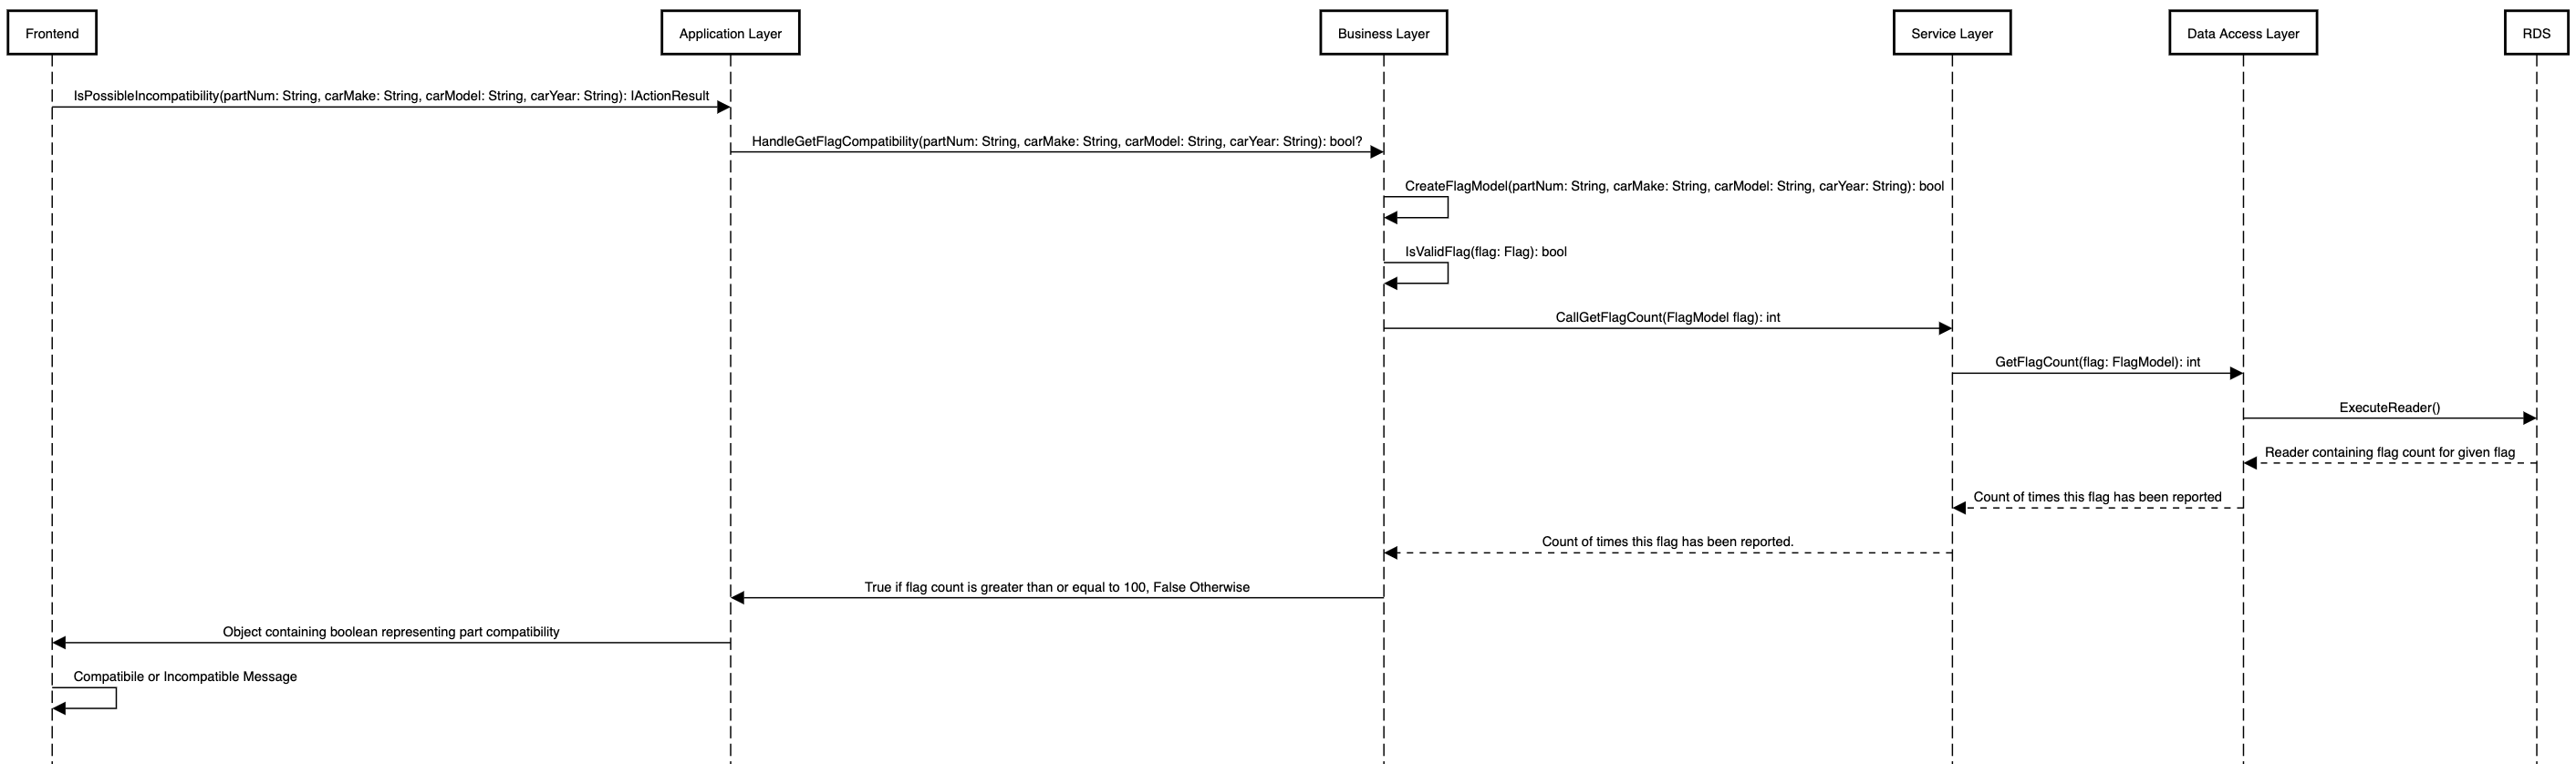 Frontend
Application Layer
Business Layer
Service Layer
Data Access Layer
RDS
IsPossibleIncompatibility(partNum: String, carMake: String, carModel: String, carYear: String): IActionResult
HandleGetFlagCompatibility(partNum: String, carMake: String, carModel: String, carYear: String): bool?
CreateFlagModel(partNum: String, carMake: String, carModel: String, carYear: String): bool
IsValidFlag(flag: Flag): bool
CallGetFlagCount(FlagModel flag): int
GetFlagCount(flag: FlagModel): int
ExecuteReader()
Reader containing flag count for given flag
Count of times this flag has been reported
Count of times this flag has been reported.
True if flag count is greater than or equal to 100, False Otherwise
Object containing boolean representing part compatibility
Compatibile or Incompatible Message